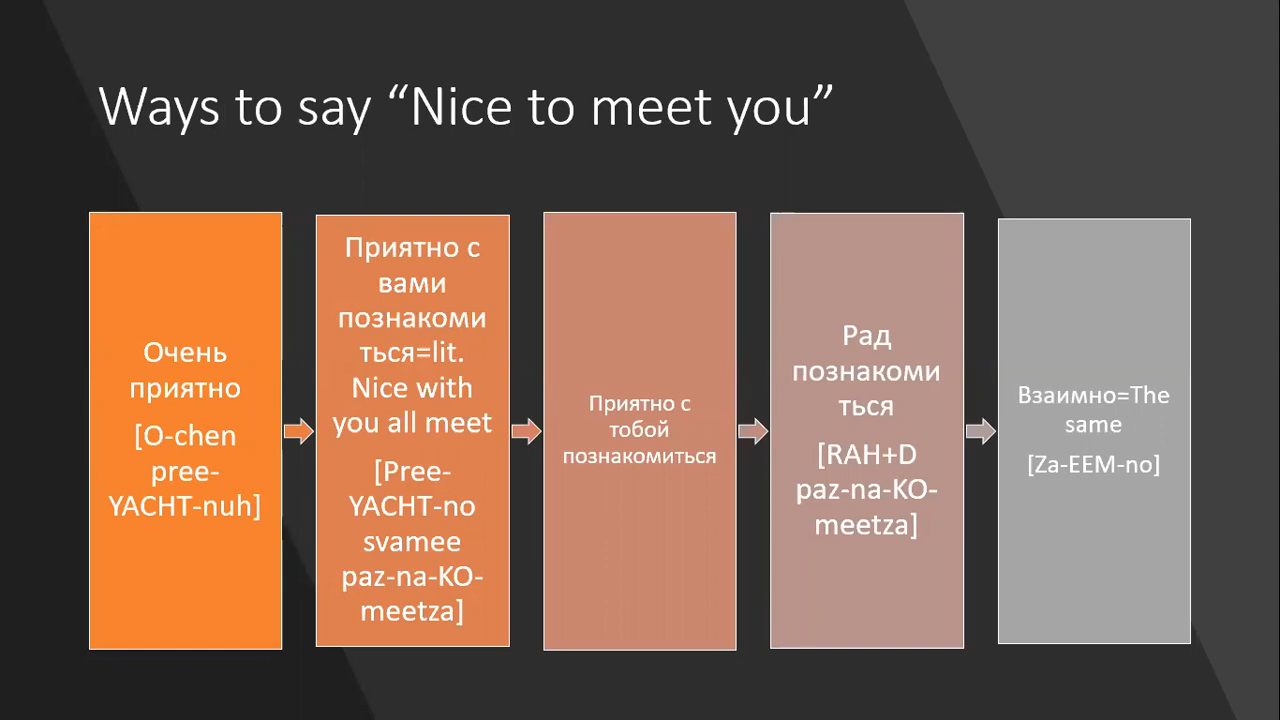 Ways to say “Nice to meet you”
Очень
приятно
[O-chen
pree-
YACHT-nuh]
Приятно с
вами
познакоми
ться=lit.
Nice with
you all meet
[Pree-
YACHT-no
svamee
paz-na-KO-
meetza]
Приятно с
тобой
познакомиться
Рад
познакоми
ться
[RAH+D
paz-na-KO-
meetza]
Взаимно=The
same
[Za-EEM-no]